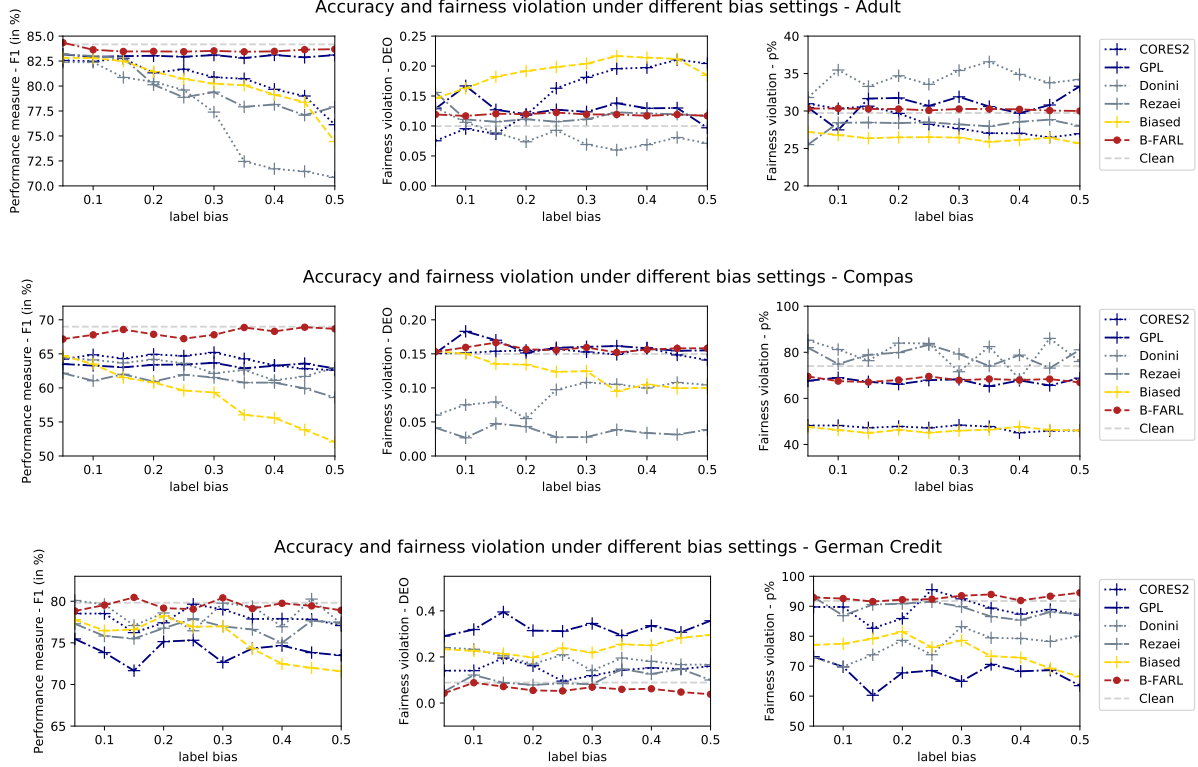 Accuracy and fairness violation under different bias settings - Adult
Performance measure - F1 (in %)
85.0
82.5
80.0
77.5
75.0
72.5
70.0
0.1 0.2 0.3 0.4 0.5
label bias
Fairness violation - DEO
0.25
0.20
0.15
0.10
0.05
0.00
0.1 0.2 0.3 0.4 0.5
label bias
Fairness violation - p%
40
35
30
25
20
0.1 0.2 0.3 0.4 0.5
label bias
CORES2
GPL
Donini
Rezaei
Biased
B-FARL
Clean
Accuracy and fairness violation under different bias settings - Compas
Performance measure - F1 (in %)
70
65
60
55
50
0.1 0.2 0.3 0.4 0.5
label bias
Fairness violation - DEO
0.20
0.15
0.10
0.05
0.00
0.1 0.2 0.3 0.4 0.5
label bias
Fairness violation - p%
100
80
60
40
0.1 0.2 0.3 0.4 0.5
label bias
CORES2
GPL
Donini
Rezaei
Biased
B-FARL
Clean
Accuracy and fairness violation under different bias settings - German Credit
Performance measure - F1 (in %)
80
75
70
65
0.1 0.2 0.3 0.4 0.5
label bias
Fairness violation - DEO
0.4
0.2
0.0
0.1 0.2 0.3 0.4 0.5
label bias
Fairness violation - p%
100
90
80
70
60
50
0.1 0.2 0.3 0.4 0.5
label bias
CORES2
GPL
Donini
Rezaei
Biased
B-FARL
Clean